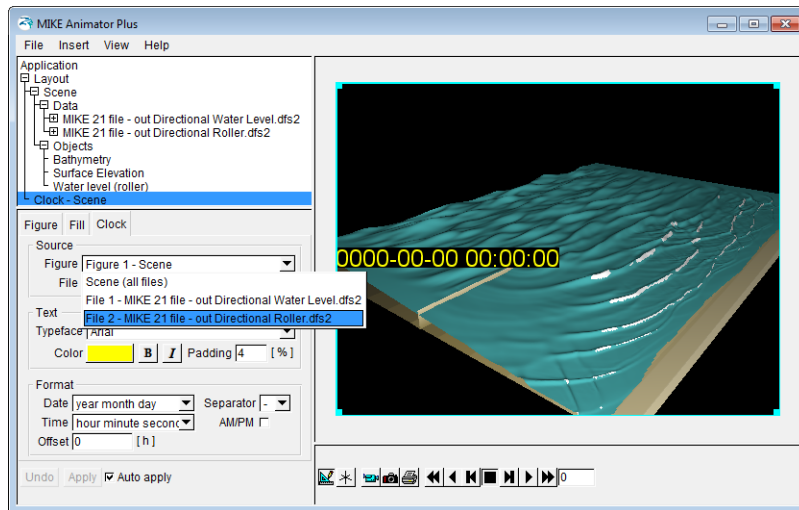 MIKE Animator Plus
File Insert View Help
Application
Layout
Scene
Data
MIKE 21 file - out Directional Water Level.dfs2
MIKE 21 file - out Directional Roller.dfs2
Objects
Bathymetry
Surface Elevation
Water level (roller)
Clock - Scene
Figure Fill Clock
Source
Figure Figure 1 - Scene
File Scene (all files)
File 1 - MIKE 21 file - out Directional Water Level.dfs2
File 2 - MIKE 21 file - out Directional Roller.dfs2
Text
Typeface Arial
Color B I Padding 4 [%]
Format
Date year month day Separator -
Time hour minute second AM/PM
Offset 0 [h]
Undo Apply Auto apply
0000-00-00 00:00:00
0